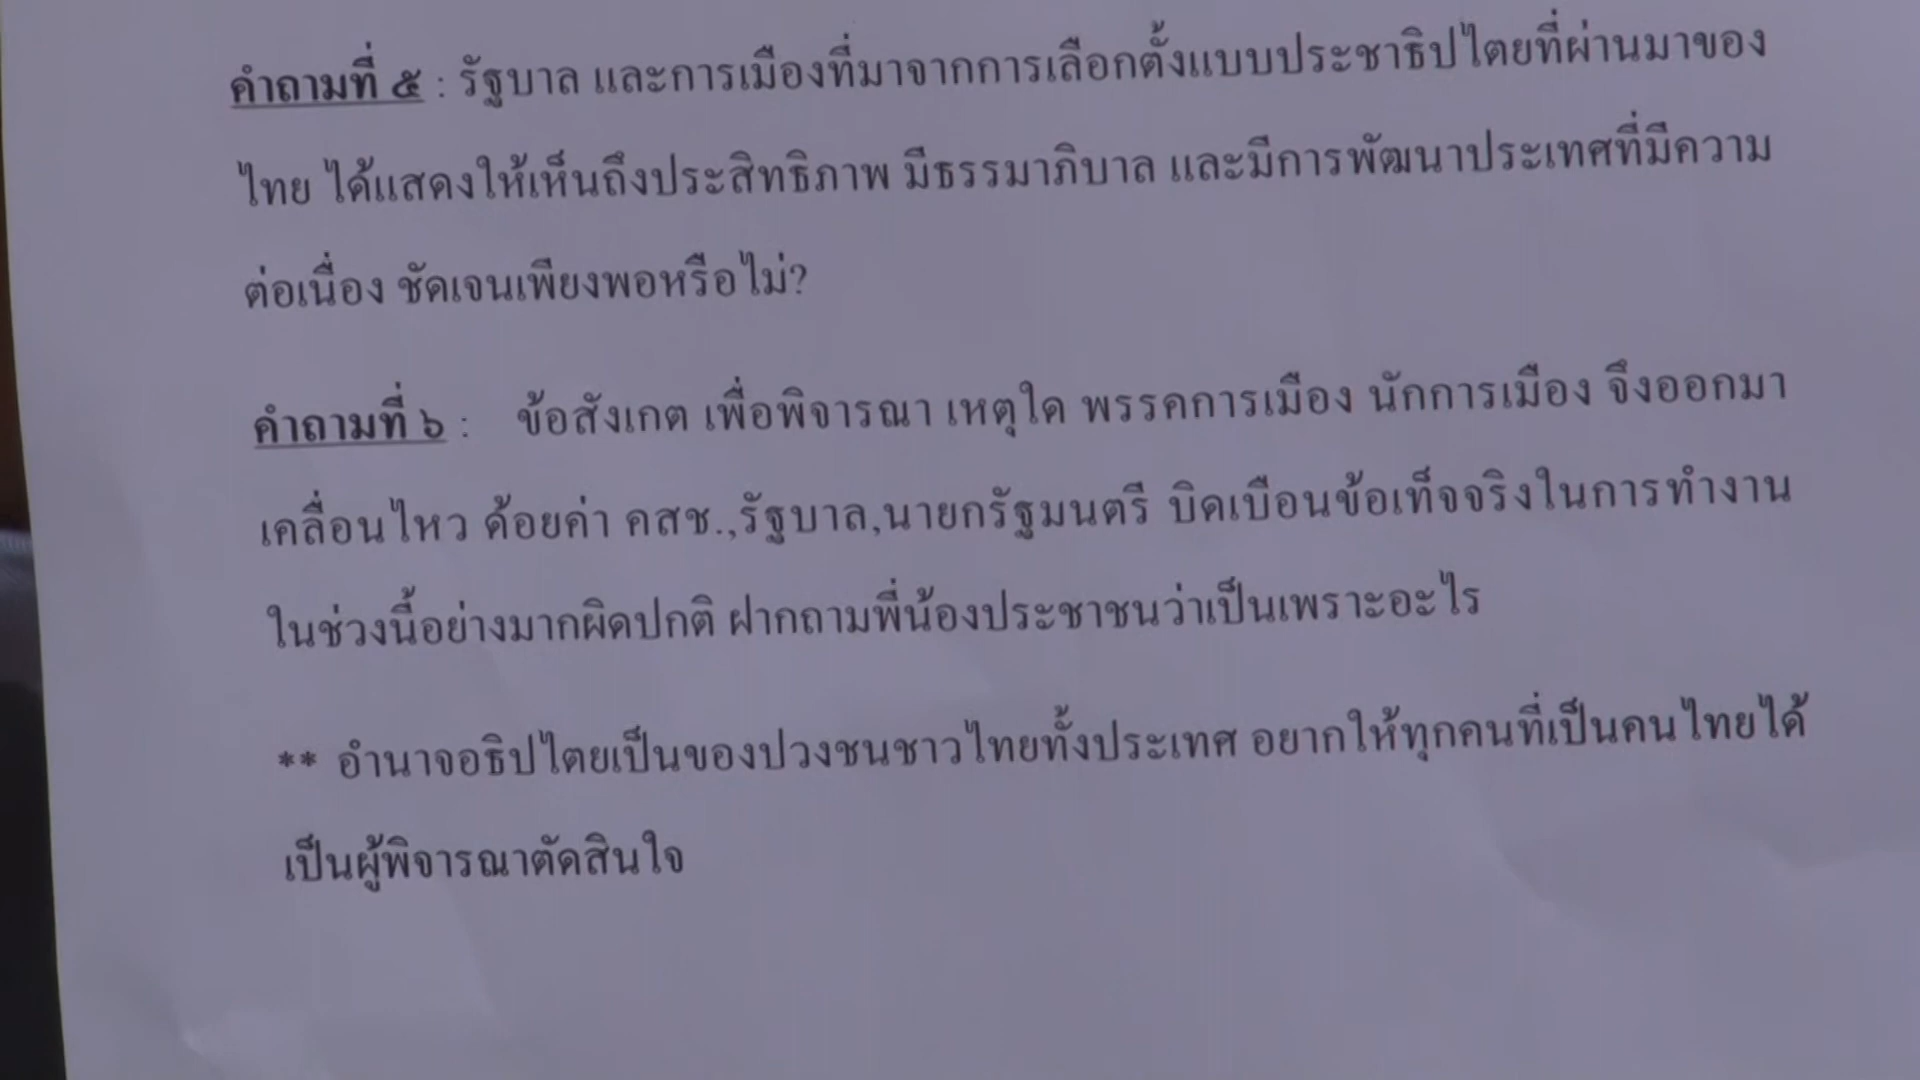 คำถามที่ ๕ : รัฐบาล และการเมืองที่มาจากการเลือกตั้งแบบประชาธิปไตยที่ผ่านมาของ
ไทย ได้แสดงให้เห็นถึงประสิทธิภาพ มีธรรมาภิบาล และมีการพัฒนาประเทศที่มีความ
ต่อเนื่อง ชัดเจนเพียงพอหรือไม่?
คำถามที่ ๖ : ข้อสังเกต เพื่อพิจารณา เหตุใด พรรคการเมือง นักการเมือง จึงออกมา
เคลื่อนไหว ด้อยค่า คสช.,รัฐบาล,นายกรัฐมนตรี บิดเบือนข้อเท็จจริงในการทำงาน
ในช่วงนี้อย่างมากผิดปกติ ฝากถามพี่น้องประชาชนว่าเป็นเพราะอะไร
** อำนาจอธิปไตยเป็นของปวงชนชาวไทยทั้งประเทศ อยากให้ทุกคนที่เป็นคนไทยได้
เป็นผู้พิจารณาตัดสินใจ